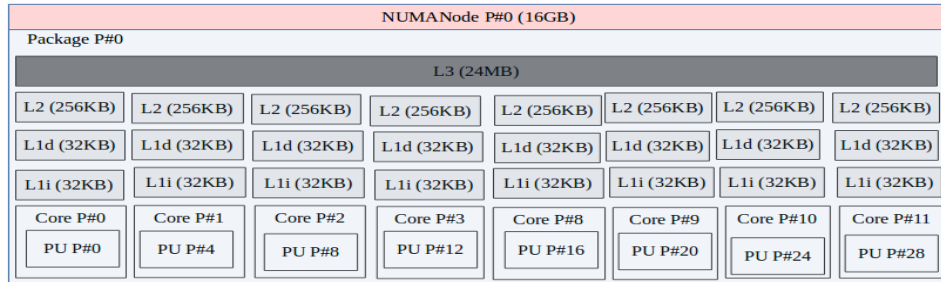 NUMANode P#0 (16GB)
Package P#0
L3 (24MB)
L2 (256KB) L2 (256KB) L2 (256KB) L2 (256KB) L2 (256KB) L2 (256KB) L2 (256KB) L2 (256KB)
L1d (32KB) L1d (32KB) L1d (32KB) L1d (32KB) L1d (32KB) L1d (32KB) L1d (32KB) L1d (32KB)
L1i (32KB) L1i (32KB) L1i (32KB) L1i (32KB) L1i (32KB) L1i (32KB) L1i (32KB) L1i (32KB)
Core P#0 Core P#1 Core P#2 Core P#3 Core P#8 Core P#9 Core P#10 Core P#11
PU P#0 PU P#4 PU P#8 PU P#12 PU P#16 PU P#20 PU P#24 PU P#28